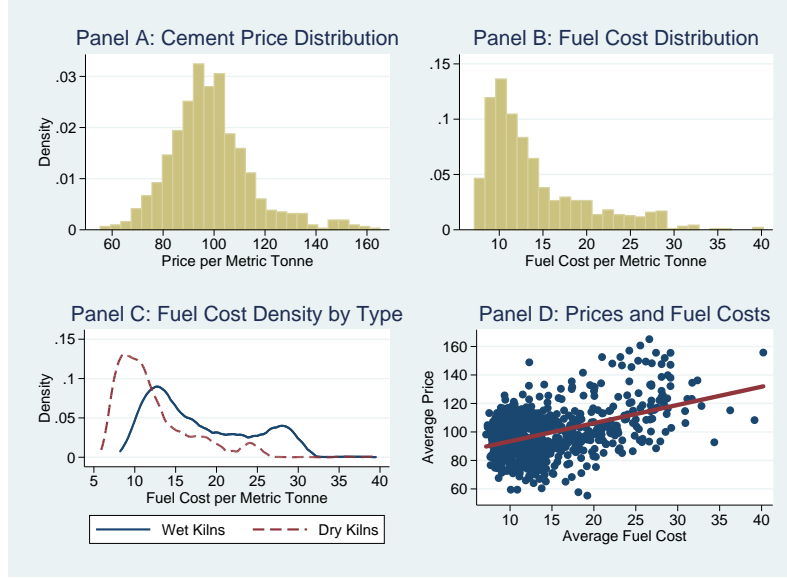 Panel A: Cement Price Distribution
.03
.02
.01
0
Density
60 80 100 120 140 160
Price per Metric Tonne
Panel B: Fuel Cost Distribution
.15
.1
.05
0
10 15 20 25 30 35 40
Fuel Cost per Metric Tonne
Panel C: Fuel Cost Density by Type
.15
.1
.05
0
Density
5 10 15 20 25 30 35 40
Fuel Cost per Metric Tonne
Wet Kilns Dry Kilns
Panel D: Prices and Fuel Costs
160
140
120
100
80
60
Average Price
10 15 20 25 30 35 40
Average Fuel Cost